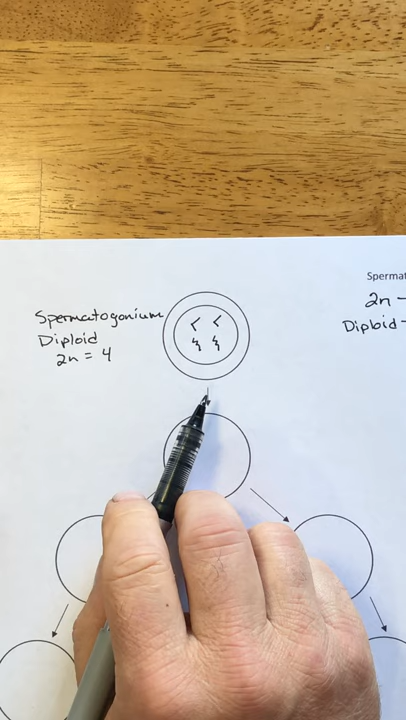 Spermatogonium
Diploid
2n = 4
Spermat
2n -
Diploid -